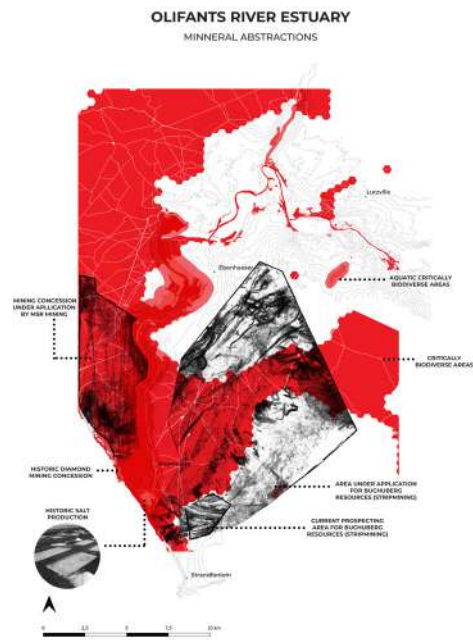 OLIFANTS RIVER ESTUARY
MINNERAL ABSTRACTIONS
Lutzville
Ebenhaeser
AQUATIC CRITICALLY
BIODIVERSE AREAS
MINING CONCESSION
UNDER APPLICATION
BY MSR MINING
CRITICALLY
BIODIVERSE AREAS
HISTORIC DIAMOND
MINING CONCESSION
AREA UNDER APPLICATION
FOR BUCHUBERG
RESOURCES (STRIPMINING)
HISTORIC SALT
PRODUCTION
CURRENT PROSPECTING
AREA FOR BUCHUBERG
RESOURCES (STRIPMINING)
Strandfontein
0 2,5 5 7,5 10 km